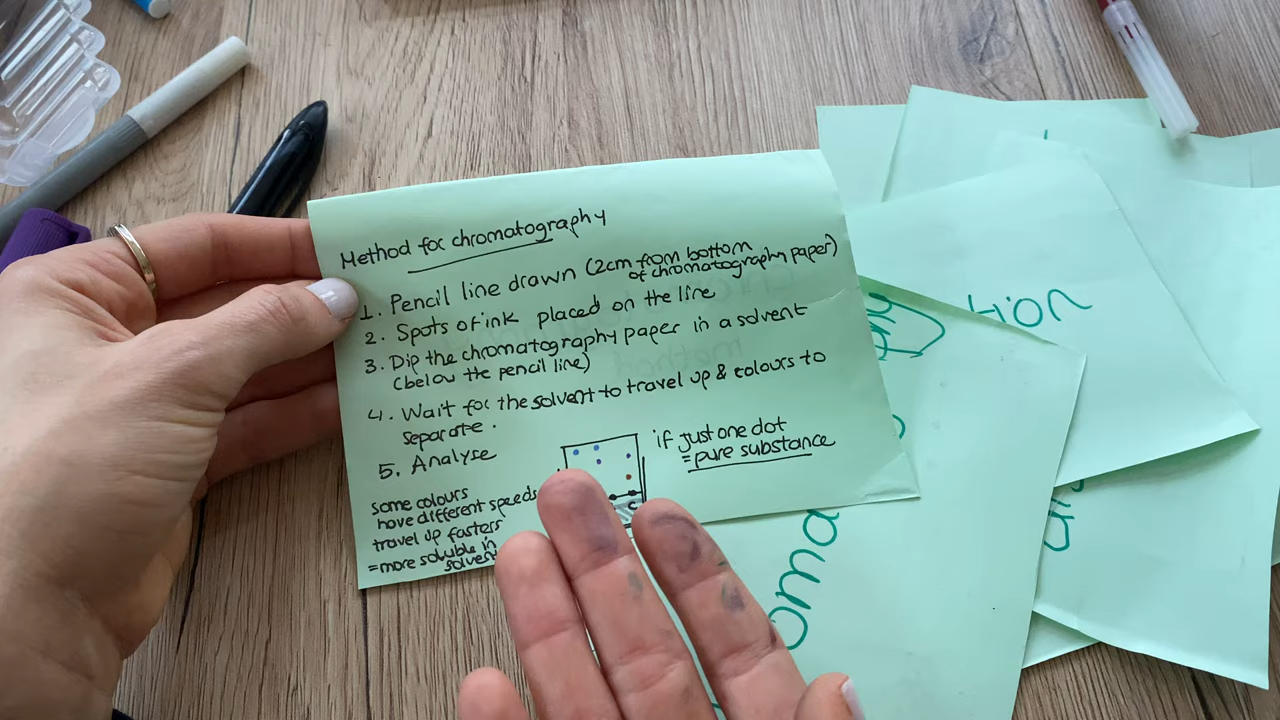 Method for chromatography
1. Pencil line drawn (2cm from bottom
of chromatography paper)
2. Spots of ink placed on the line
3. Dip the chromatography paper in a solvent
(below the pencil line)
4. Wait for the solvent to travel up & colours to
separate.
5. Analyse
if just one dot
= pure substance
some colours
have different speeds
travel up fasters
= more soluble in
solvent
tion
oma